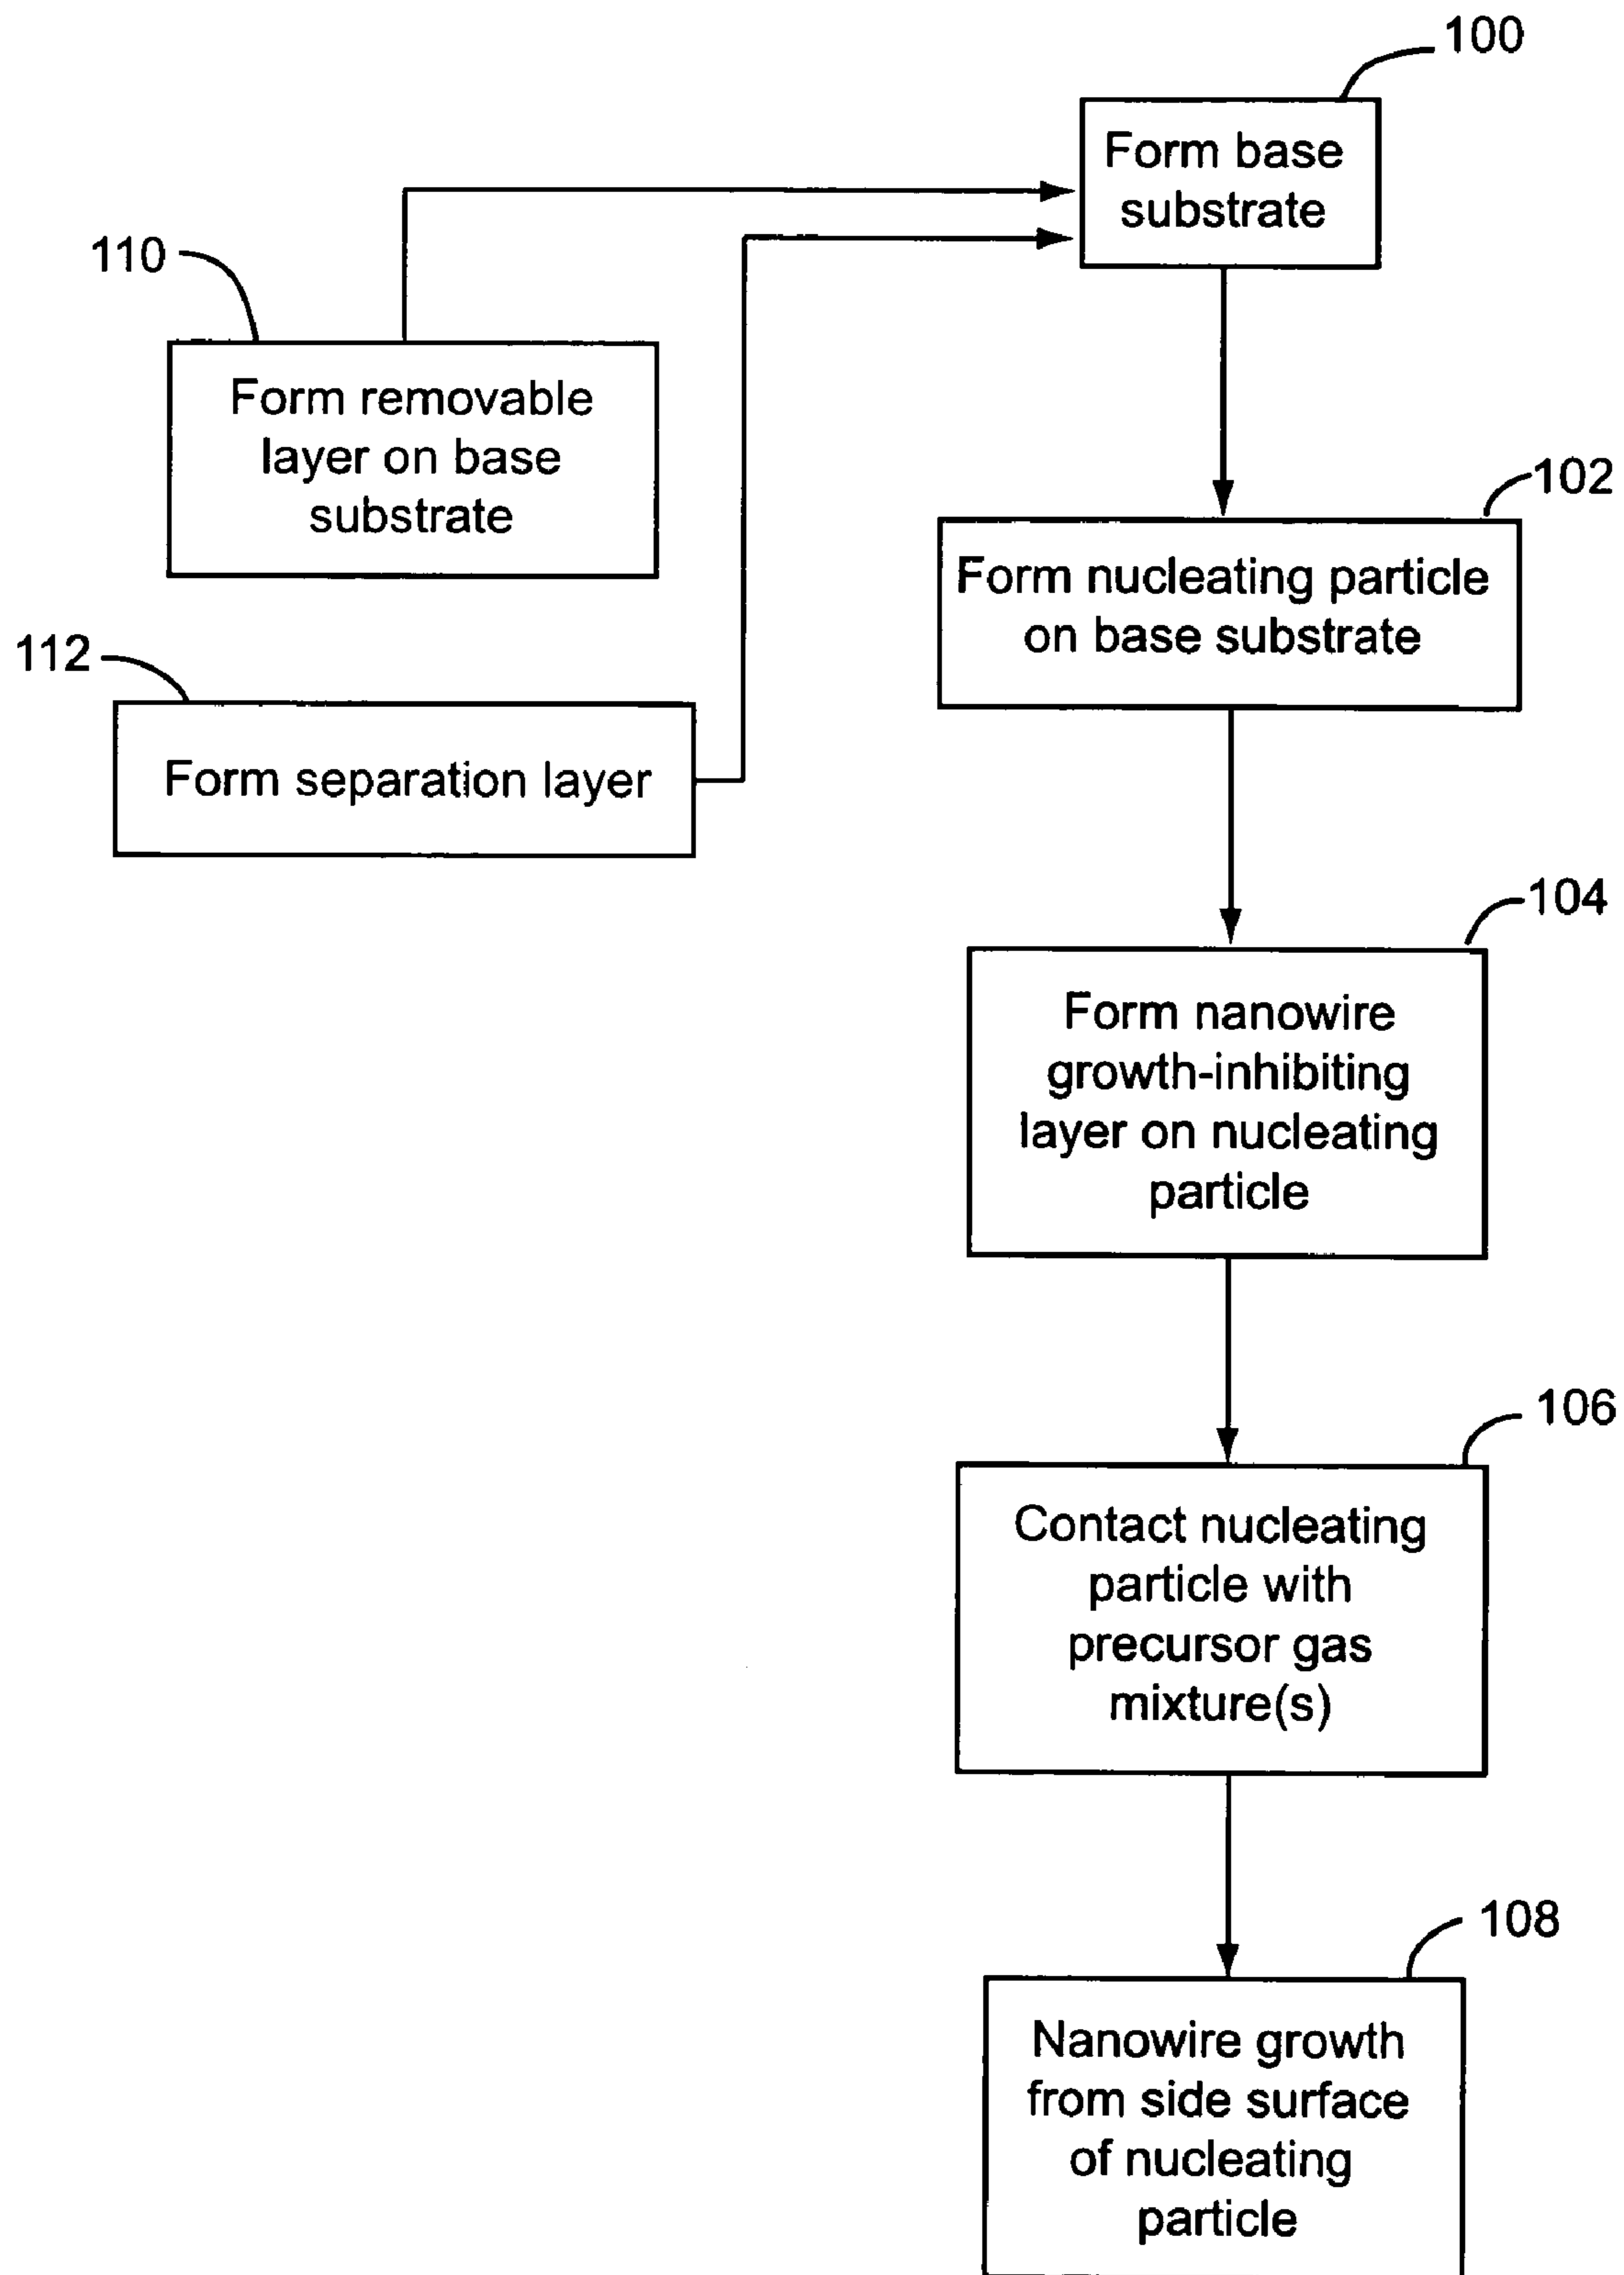 100
Form base
substrate
110
Form removable
layer on base
substrate
102
Form nucleating particle
on base substrate
112
Form separation layer
104
Form nanowire
growth-inhibiting
layer on nucleating
particle
106
Contact nucleating
particle with
precursor gas
mixture(s)
108
Nanowire growth
from side surface
of nucleating
particle